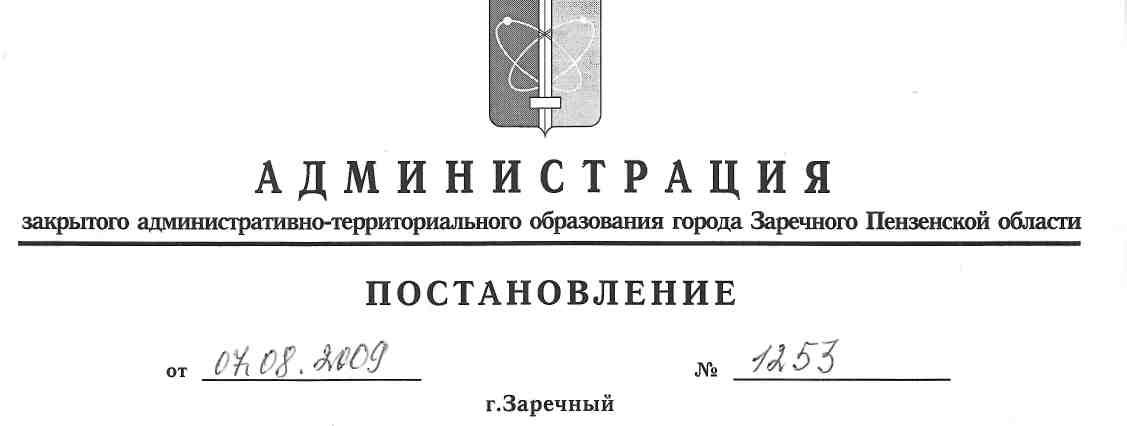 АДМИНИСТРАЦИЯ
закрытого административно-территориального образования города Заречного Пензенской области
ПОСТАНОВЛЕНИЕ
от 07.08.2009 № 1253
г.Заречный